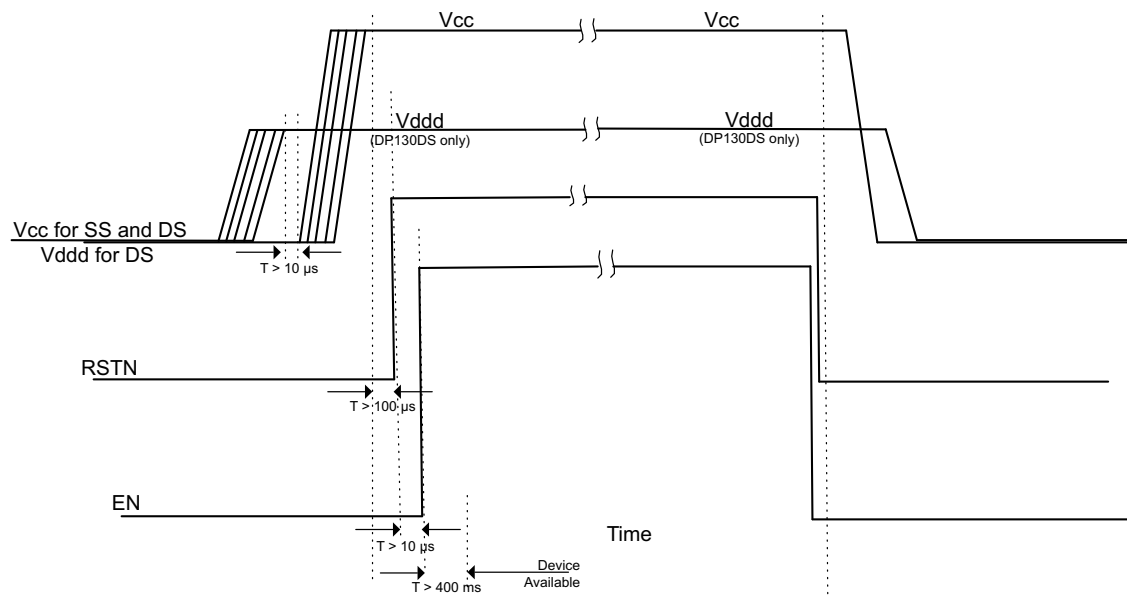 Vcc
Vcc
Vddd
(DP130DS only)
Vddd
(DP130DS only)
Vcc for SS and DS
Vddd for DS
T > 10 µs
RSTN
T > 100 µs
EN
Time
T > 10 µs
Device
Available
T > 400 ms